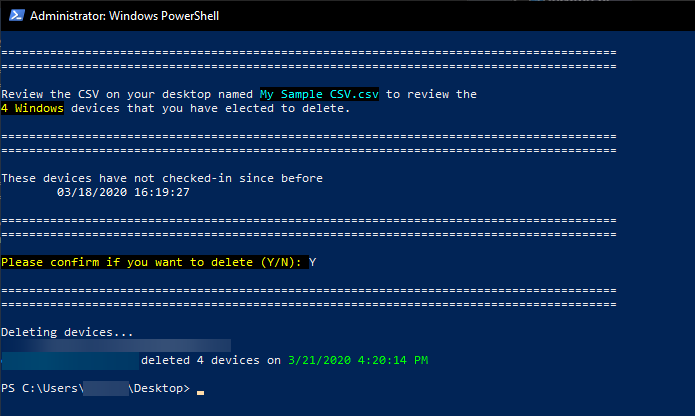 Administrator: Windows PowerShell
========================================================================================
========================================================================================
Review the CSV on your desktop named My Sample CSV.csv to review the
4 Windows devices that you have elected to delete.
========================================================================================
========================================================================================
These devices have not checked-in since before
03/18/2020 16:19:27
========================================================================================
========================================================================================
Please confirm if you want to delete (Y/N): Y
========================================================================================
========================================================================================
Deleting devices...
deleted 4 devices on 3/21/2020 4:20:14 PM
PS C:\Users\ \Desktop>